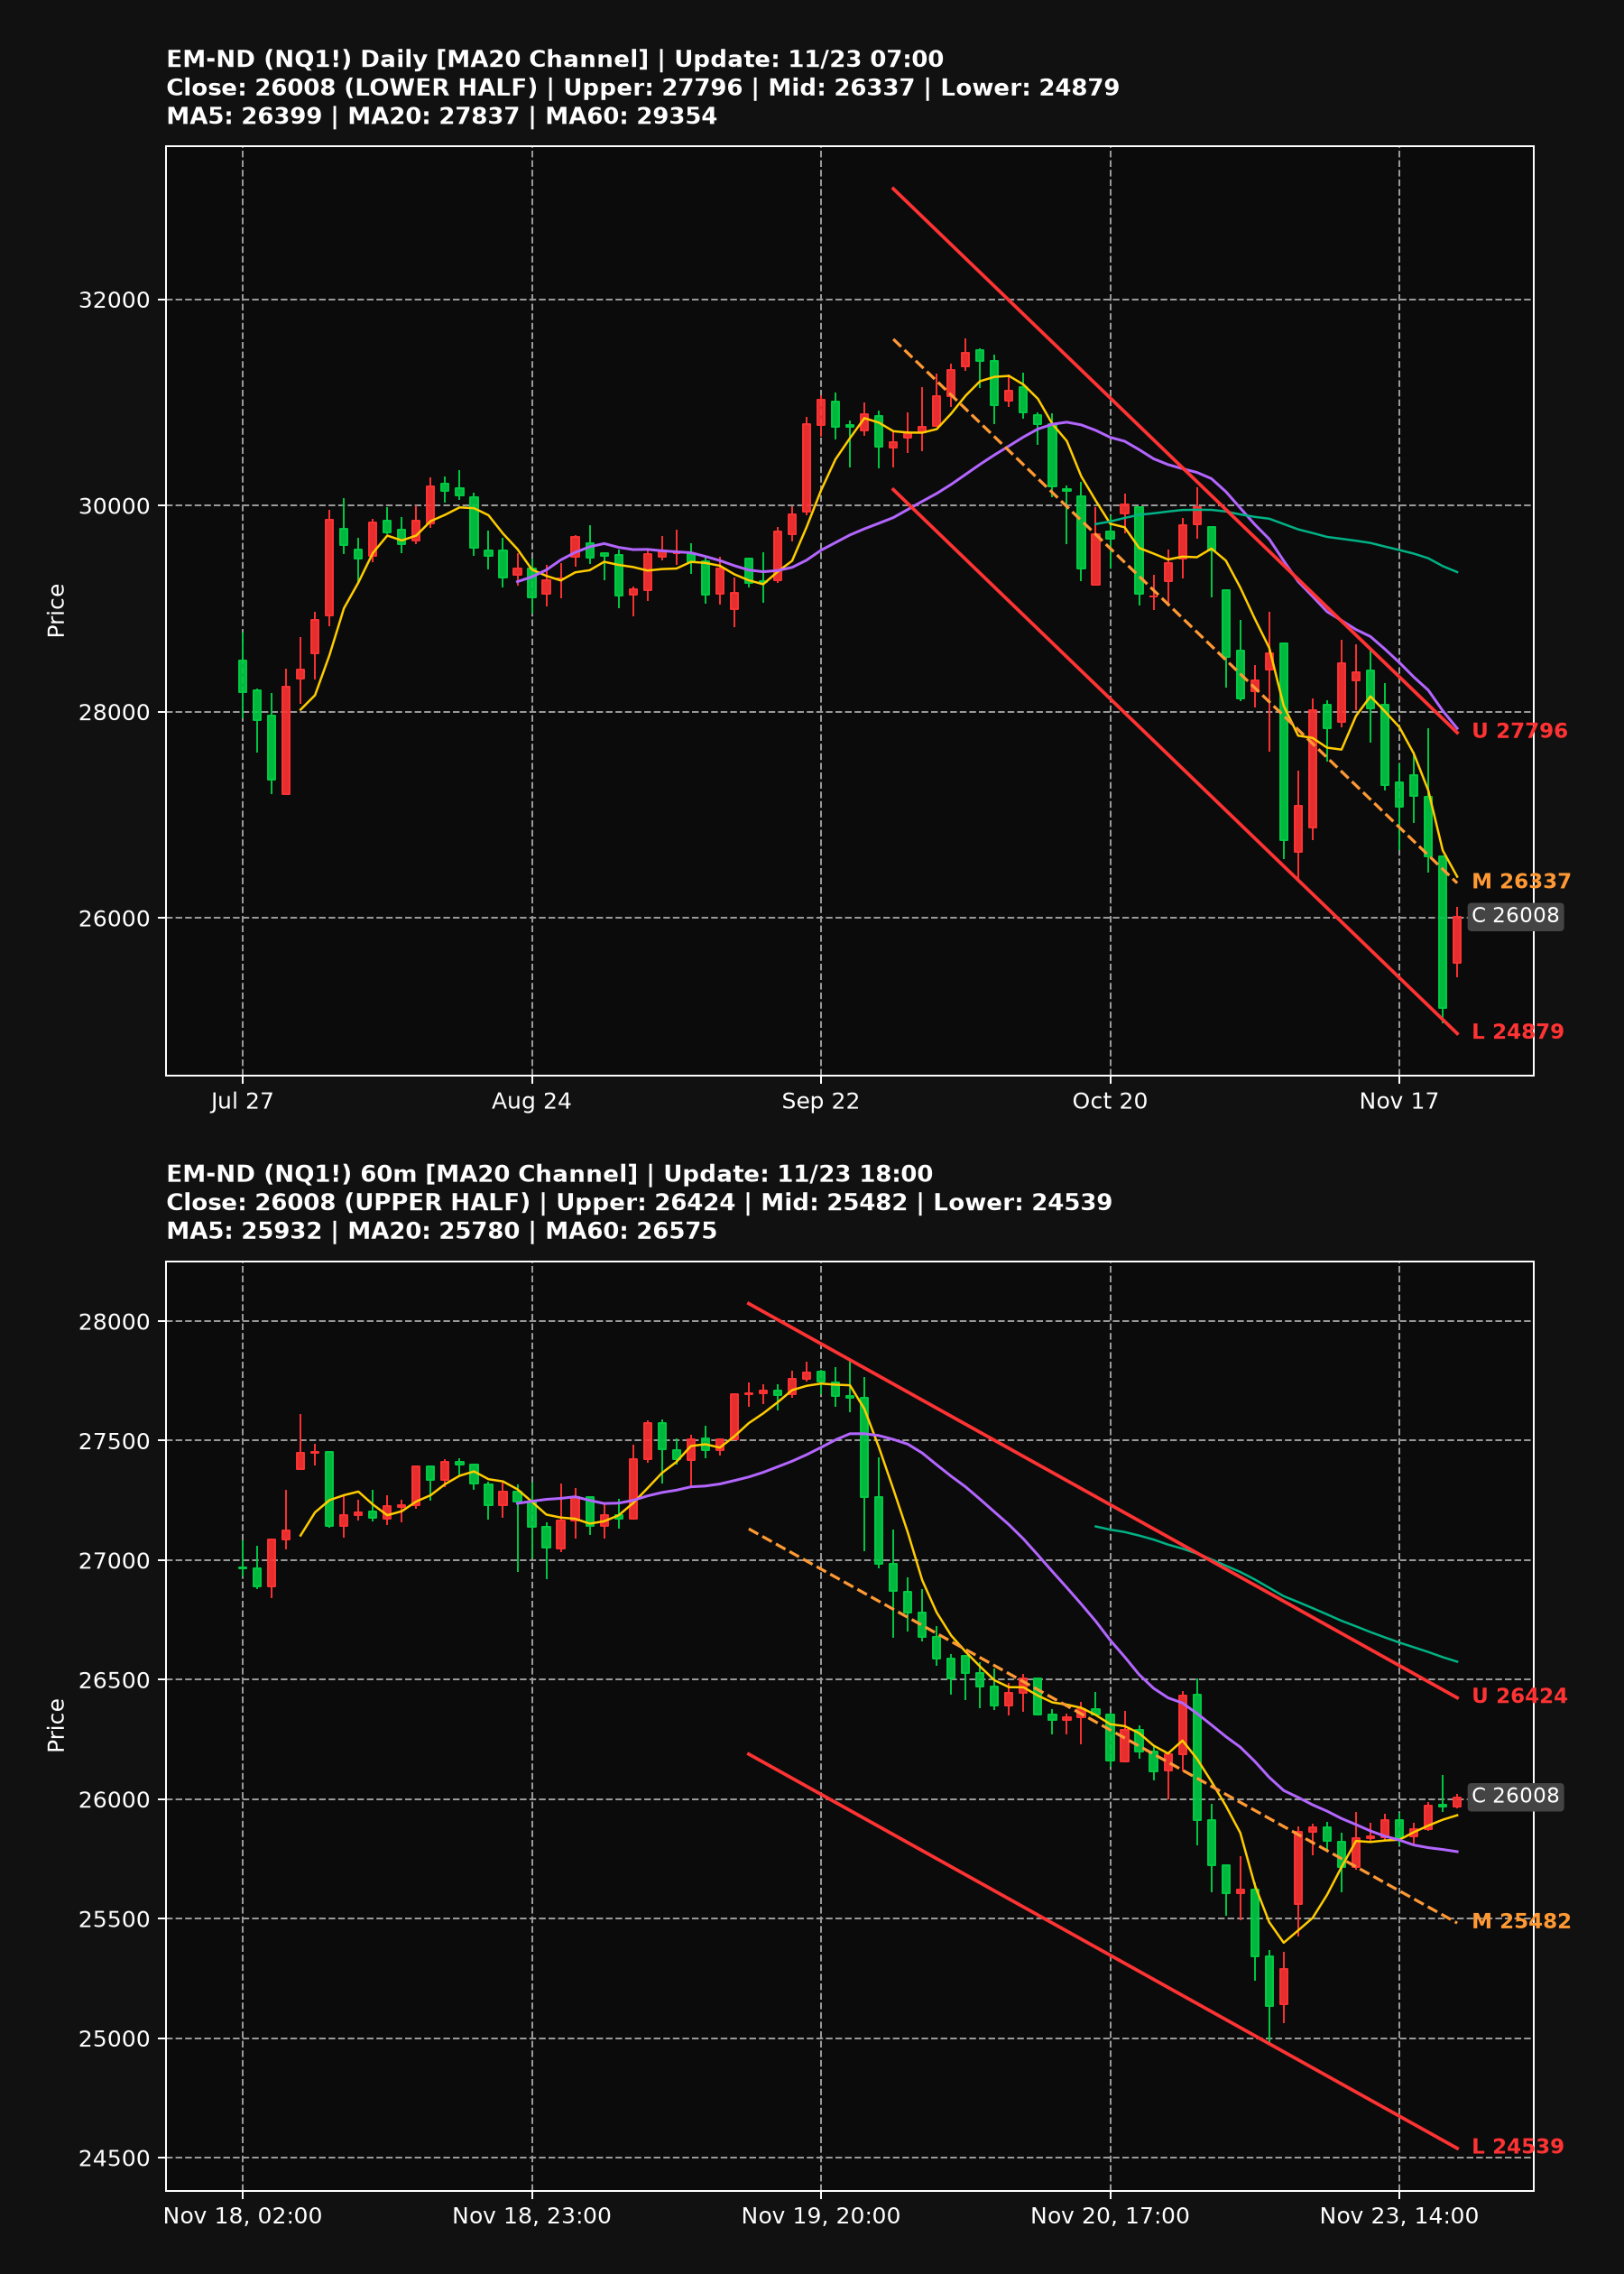 EM-ND (NQ1!) Daily [MA20 Channel] | Update: 11/23 07:00
Close: 26008 (LOWER HALF) | Upper: 27796 | Mid: 26337 | Lower: 24879
MA5: 26399 | MA20: 27837 | MA60: 29354
Price
32000
30000
28000
26000
U 27796
M 26337
C 26008
L 24879
Jul 27
Aug 24
Sep 22
Oct 20
Nov 17
EM-ND (NQ1!) 60m [MA20 Channel] | Update: 11/23 18:00
Close: 26008 (UPPER HALF) | Upper: 26424 | Mid: 25482 | Lower: 24539
MA5: 25932 | MA20: 25780 | MA60: 26575
Price
28000
27500
27000
26500
26000
25500
25000
24500
U 26424
C 26008
M 25482
L 24539
Nov 18, 02:00
Nov 18, 23:00
Nov 19, 20:00
Nov 20, 17:00
Nov 23, 14:00